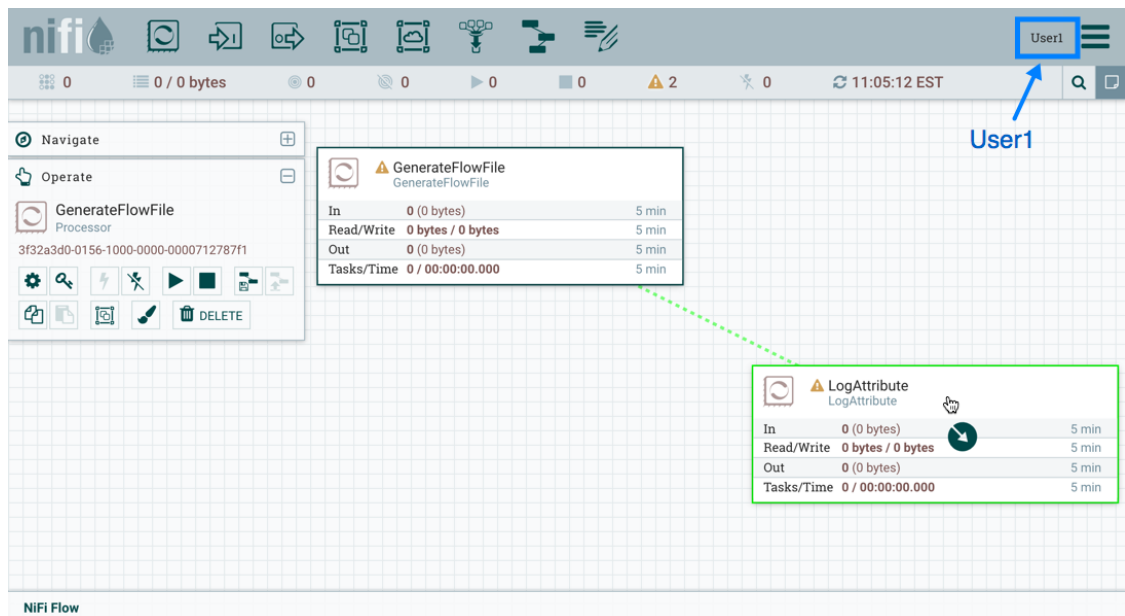 nifi
User1
0
0 / 0 bytes
0
0
0
0
2
0
11:05:12 EST
User1
Navigate
Operate
GenerateFlowFile
Processor
3f32a3d0-0156-1000-0000-0000712787f1
DELETE
GenerateFlowFile
GenerateFlowFile
In 0 (0 bytes) 5 min
Read/Write 0 bytes / 0 bytes 5 min
Out 0 (0 bytes) 5 min
Tasks/Time 0 / 00:00:00.000 5 min
LogAttribute
LogAttribute
In 0 (0 bytes) 5 min
Read/Write 0 bytes / 0 bytes 5 min
Out 0 (0 bytes) 5 min
Tasks/Time 0 / 00:00:00.000 5 min
NiFi Flow